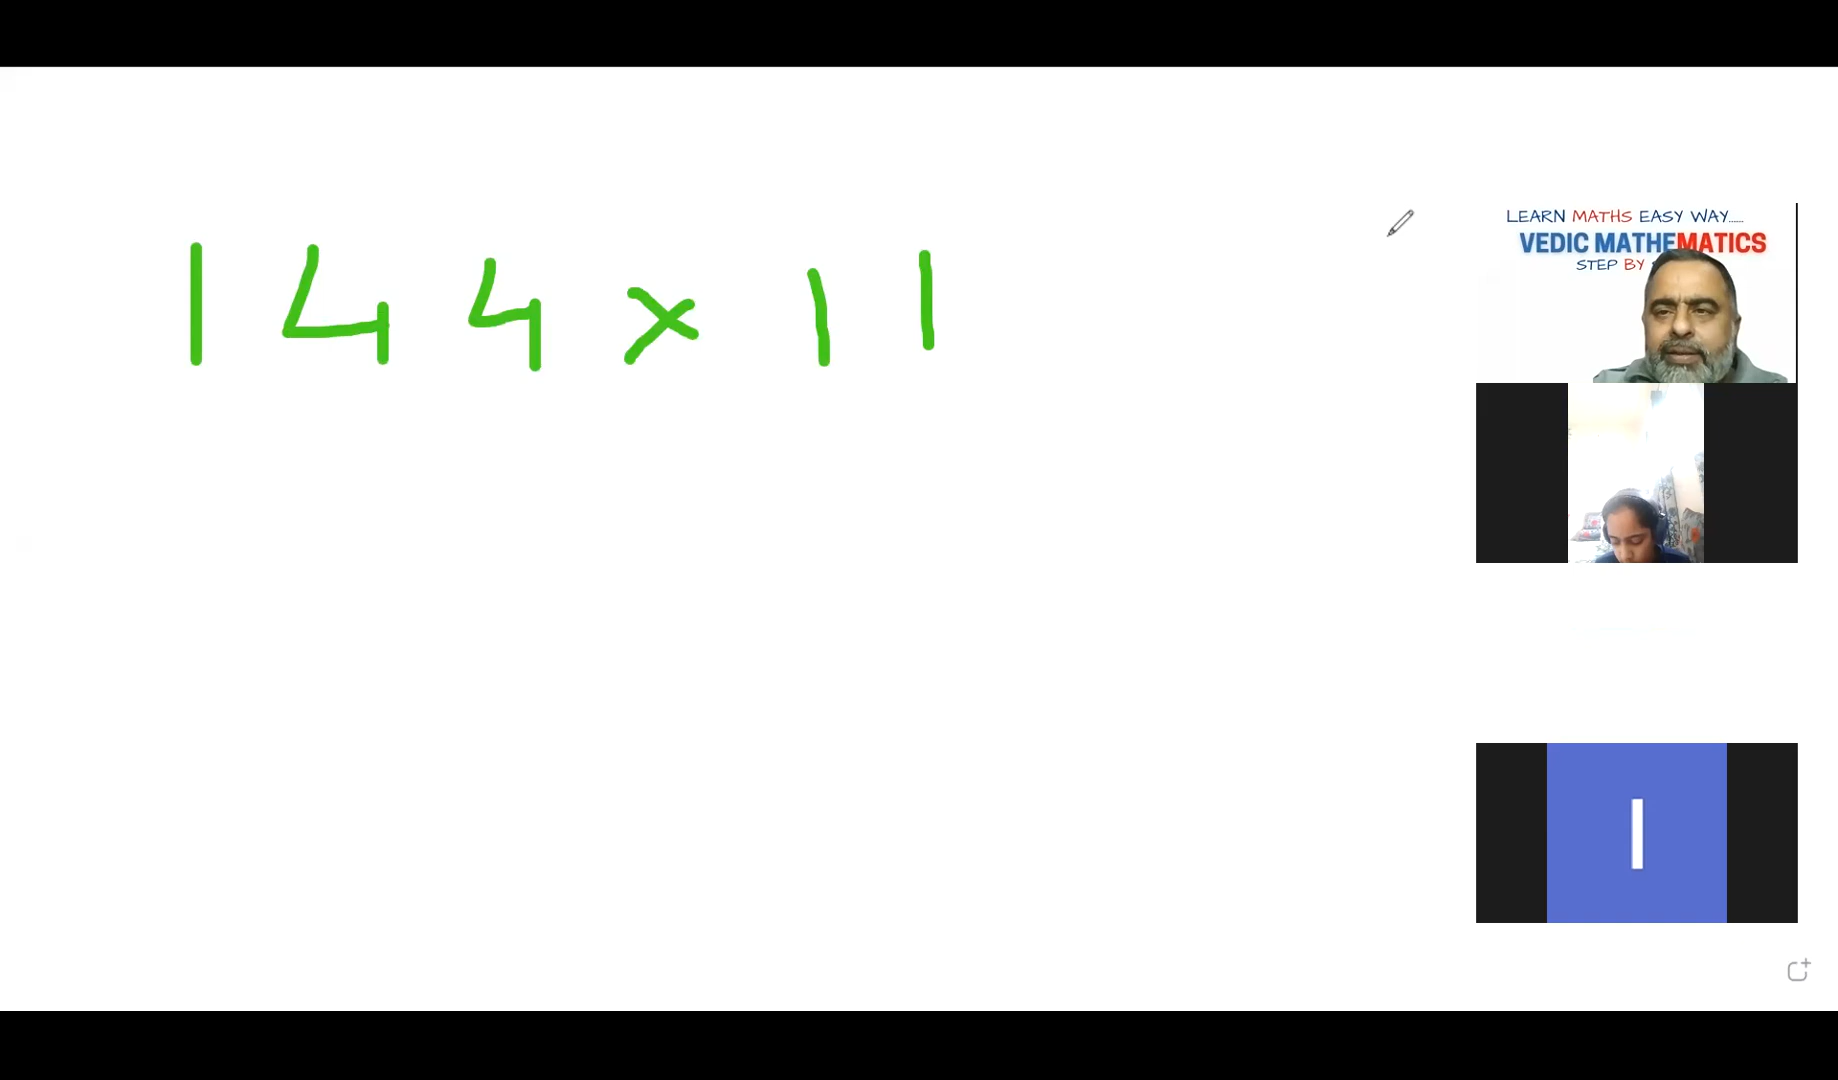 144 × 11
LEARN MATHS EASY WAY......
VEDIC MATHEMATICS
STEP BY
I